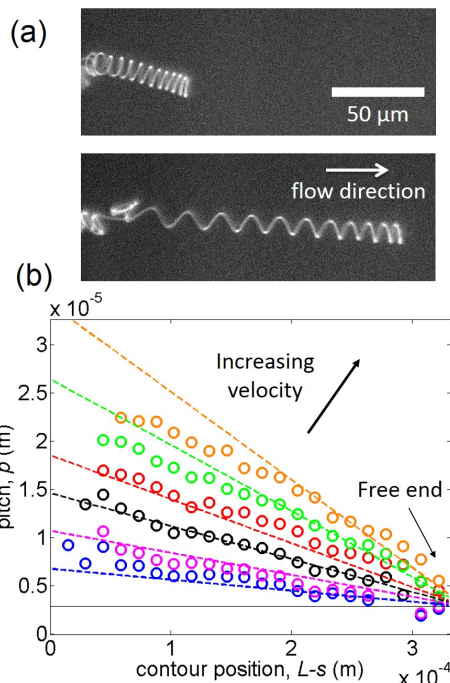 (a)
50 μm
flow direction
(b)
x 10⁻⁵
3
Increasing
velocity
2.5
2
Free end
1.5
1
0.5
0
1
2
3
pitch, p (m)
contour position, L-s (m)
x 10⁻⁴